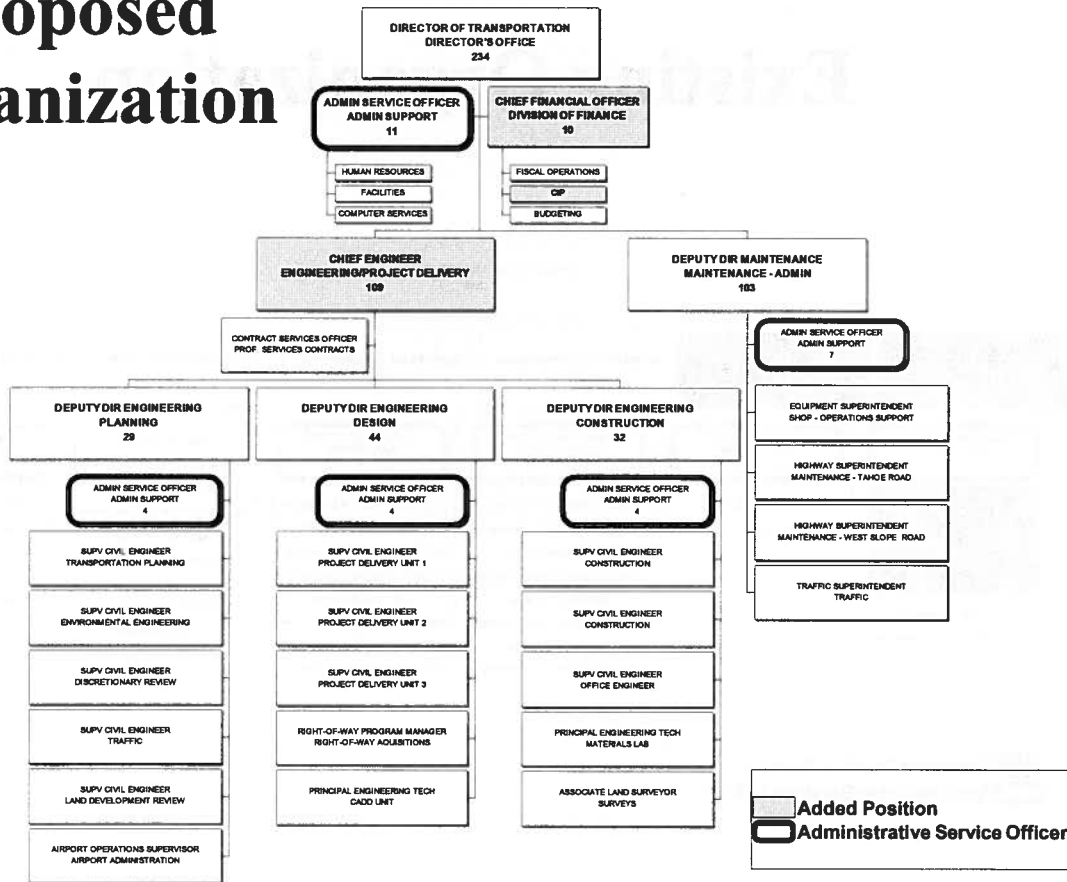 oposed
anization
DIRECTOR OF TRANSPORTATION
DIRECTOR'S OFFICE
234
ADMIN SERVICE OFFICER
ADMIN SUPPORT
11
CHIEF FINANCIAL OFFICER
DIVISION OF FINANCE
10
HUMAN RESOURCES
FACILITIES
COMPUTER SERVICES
FISCAL OPERATIONS
CIP
BUDGETING
CHIEF ENGINEER
ENGINEERING/PROJECT DELIVERY
109
DEPUTY DIR MAINTENANCE
MAINTENANCE - ADMIN
103
CONTRACT SERVICES OFFICER
PROF SERVICES CONTRACTS
ADMIN SERVICE OFFICER
ADMIN SUPPORT
7
EQUIPMENT SUPERINTENDENT
SHOP - OPERATIONS SUPPORT
HIGHWAY SUPERINTENDENT
MAINTENANCE - TAHOE ROAD
HIGHWAY SUPERINTENDENT
MAINTENANCE - WEST SLOPE ROAD
TRAFFIC SUPERINTENDENT
TRAFFIC
DEPUTY DIR ENGINEERING
PLANNING
29
ADMIN SERVICE OFFICER
ADMIN SUPPORT
4
SUPV CIVIL ENGINEER
TRANSPORTATION PLANNING
SUPV CIVIL ENGINEER
ENVIRONMENTAL ENGINEERING
SUPV CIVIL ENGINEER
DISCRETIONARY REVIEW
SUPV CIVIL ENGINEER
TRAFFIC
SUPV CIVIL ENGINEER
LAND DEVELOPMENT REVIEW
AIRPORT OPERATIONS SUPERVISOR
AIRPORT ADMINISTRATION
DEPUTY DIR ENGINEERING
DESIGN
44
ADMIN SERVICE OFFICER
ADMIN SUPPORT
4
SUPV CIVIL ENGINEER
PROJECT DELIVERY UNIT 1
SUPV CIVIL ENGINEER
PROJECT DELIVERY UNIT 2
SUPV CIVIL ENGINEER
PROJECT DELIVERY UNIT 3
RIGHT-OF-WAY PROGRAM MANAGER
RIGHT-OF-WAY AQUISITIONS
PRINCIPAL ENGINEERING TECH
CADD UNIT
DEPUTY DIR ENGINEERING
CONSTRUCTION
32
ADMIN SERVICE OFFICER
ADMIN SUPPORT
4
SUPV CIVIL ENGINEER
CONSTRUCTION
SUPV CIVIL ENGINEER
CONSTRUCTION
SUPV CIVIL ENGINEER
OFFICE ENGINEER
PRINCIPAL ENGINEERING TECH
MATERIALS LAB
ASSOCIATE LAND SURVEYOR
SURVEYS
Added Position
Administrative Service Officer